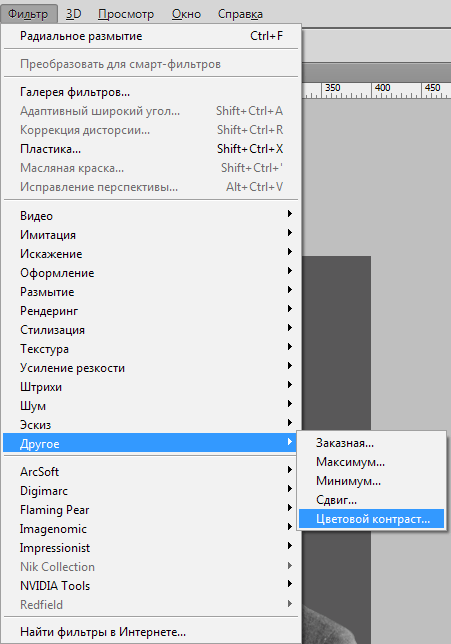 Фильтр 3D Просмотр Окно Справка
Радиальное размытие Ctrl+F
Преобразовать для смарт-фильтров
Галерея фильтров...
350 400 450
Адаптивный широкий угол... Shift+Ctrl+A
Коррекция дисторсии... Shift+Ctrl+R
Пластика... Shift+Ctrl+X
Масляная краска... Shift+Ctrl+'
Исправление перспективы... Alt+Ctrl+V
Видео
Имитация
Искажение
Оформление
Размытие
Рендеринг
Стилизация
Текстура
Усиление резкости
Штрихи
Шум
Эскиз
Другое
Заказная...
Максимум...
Минимум...
Сдвиг...
Цветовой контраст...
ArcSoft
Digimarc
Flaming Pear
Imagenomic
Impressionist
Nik Collection
NVIDIA Tools
Redfield
Найти фильтры в Интернете...